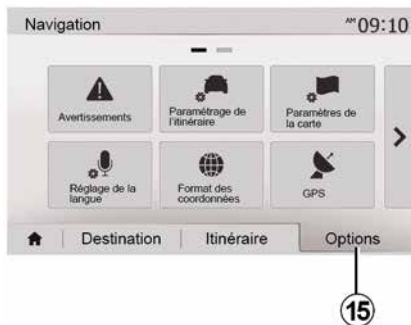 Navigation
AM 09:10
Avertissements
Paramétrage de
l'itinéraire
Paramètres de
la carte
Réglage de la
langue
Format des
coordonnées
GPS
Destination
Itinéraire
Options
15